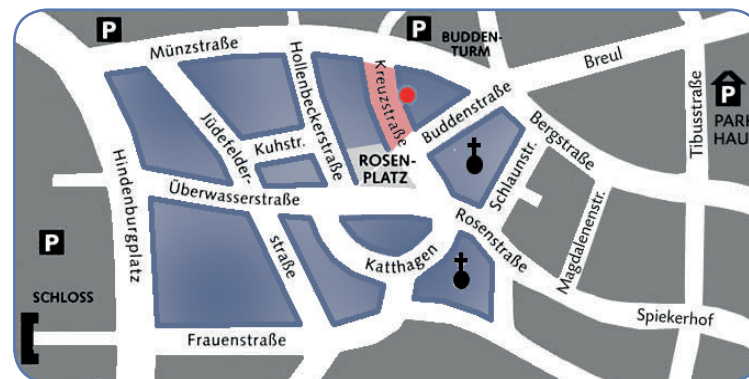 P
P
P
P
Münzstraße
Hollenbeckerstraße
Kreuzstraße
BUDDEN-
TURM
Breul
Tibusstraße
PARK
HAUS
Jüdefelder-
straße
Kuhstr.
ROSEN-
PLATZ
Buddenstraße
Bergstraße
Schlaunstr.
Hindenburgplatz
Überwasserstraße
Rosenstraße
Magdalenenstr.
Katthagen
SCHLOSS
Frauenstraße
Spiekerhof